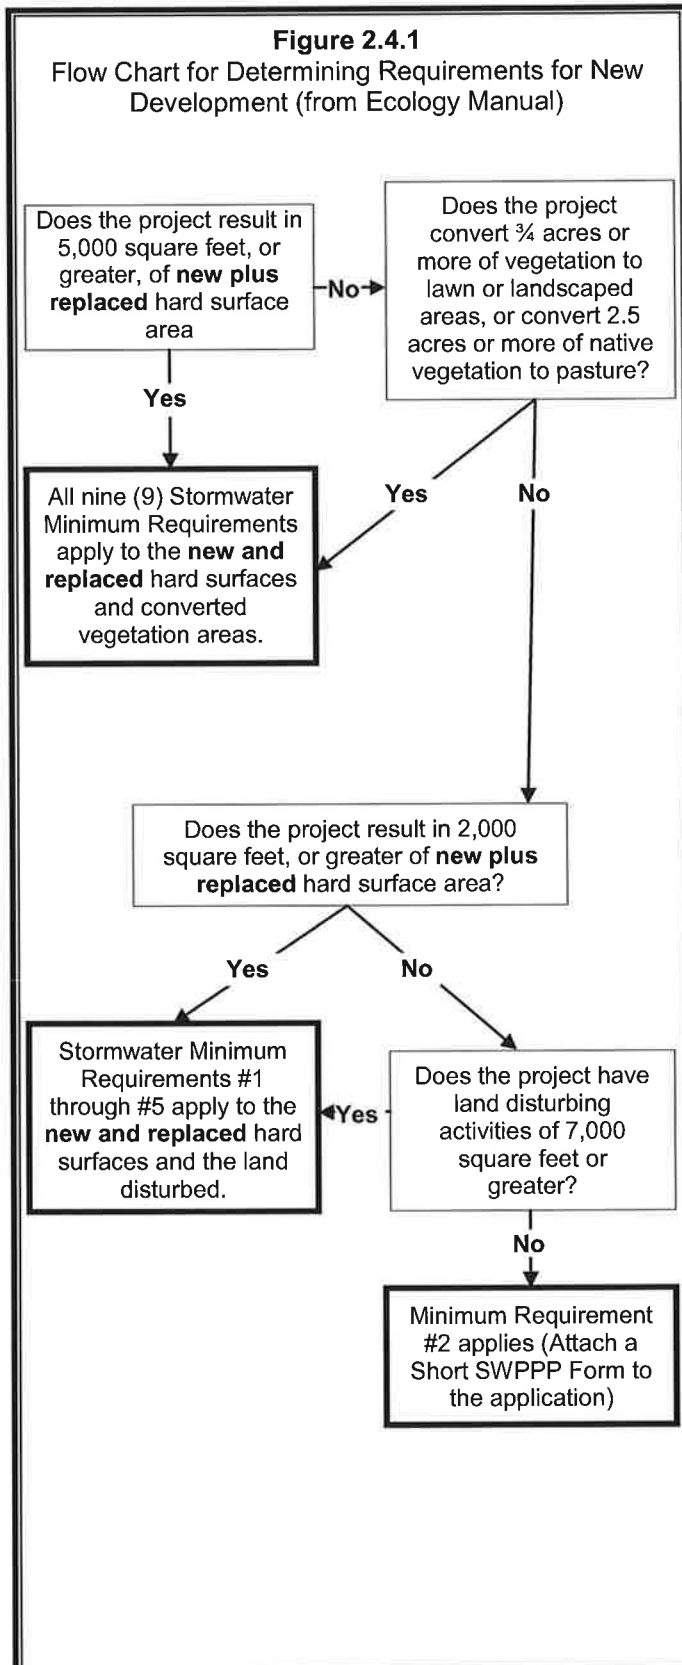 Figure 2.4.1
Flow Chart for Determining Requirements for New
Development (from Ecology Manual)
Does the project result in
5,000 square feet, or
greater, of new plus
replaced hard surface
area
No
Does the project
convert ¾ acres or
more of vegetation to
lawn or landscaped
areas, or convert 2.5
acres or more of native
vegetation to pasture?
Yes
All nine (9) Stormwater
Minimum Requirements
apply to the new and
replaced hard surfaces
and converted
vegetation areas.
Yes
No
Does the project result in 2,000
square feet, or greater of new plus
replaced hard surface area?
Yes
No
Stormwater Minimum
Requirements #1
through #5 apply to the
new and replaced hard
surfaces and the land
disturbed.
Yes
Does the project have
land disturbing
activities of 7,000
square feet or
greater?
No
Minimum Requirement
#2 applies (Attach a
Short SWPPP Form to
the application)